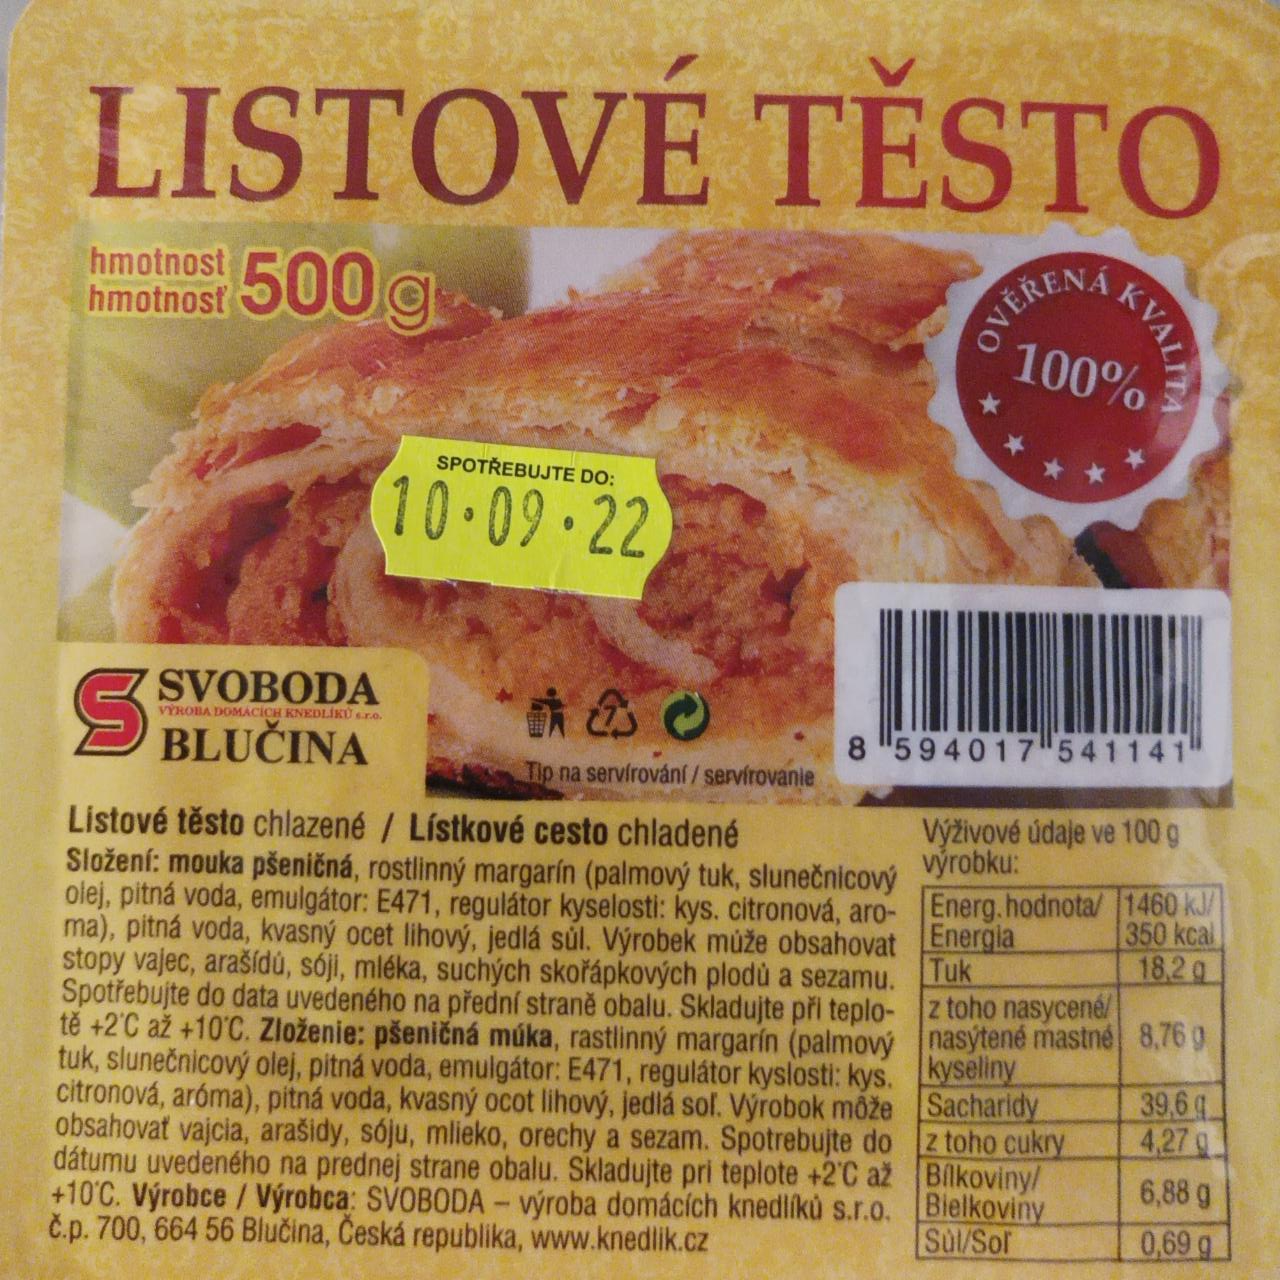 LISTOVÉ TĚSTO
hmotnost
hmotnosť 500 g
OVĚŘENÁ KVALITA
100%
SPOTŘEBUJTE DO:
10·09·22
SVOBODA
VÝROBA DOMÁCÍCH KNEDLÍKŮ s.r.o.
BLUČINA
7
Tip na servírování / servírovanie
8 594017 541141
Listové těsto chlazené / Lístkové cesto chladené
Složení: mouka pšeničná, rostlinný margarín (palmový tuk, slunečnicový
olej, pitná voda, emulgátor: E471, regulátor kyselosti: kys. citronová, aro-
ma), pitná voda, kvasný ocet lihový, jedlá sůl. Výrobek může obsahovat
stopy vajec, arašídů, sóji, mléka, suchých skořápkových plodů a sezamu.
Spotřebujte do data uvedeného na přední straně obalu. Skladujte při teplo-
tě +2°C až +10°C. Zloženie: pšeničná múka, rastlinný margarín (palmový
tuk, slunečnicový olej, pitná voda, emulgátor: E471, regulátor kyslosti: kys.
citronová, aróma), pitná voda, kvasný ocot lihový, jedlá soľ. Výrobok môže
obsahovať vajcia, arašidy, sóju, mlieko, orechy a sezam. Spotrebujte do
dátumu uvedeného na prednej strane obalu. Skladujte pri teplote +2°C až
+10°C. Výrobce / Výrobca: SVOBODA – výroba domácích knedlíků s.r.o.
č.p. 700, 664 56 Blučina, Česká republika, www.knedlik.cz
Výživové údaje ve 100 g
výrobku:
Energ. hodnota/ 1460 kJ/
Energia 350 kcal
Tuk 18,2 g
z toho nasycené/
nasýtené mastné 8,76 g
kyseliny
Sacharidy 39,6 g
z toho cukry 4,27 g
Bílkoviny/
Bielkoviny 6,88 g
Sůl/Soľ 0,69 g